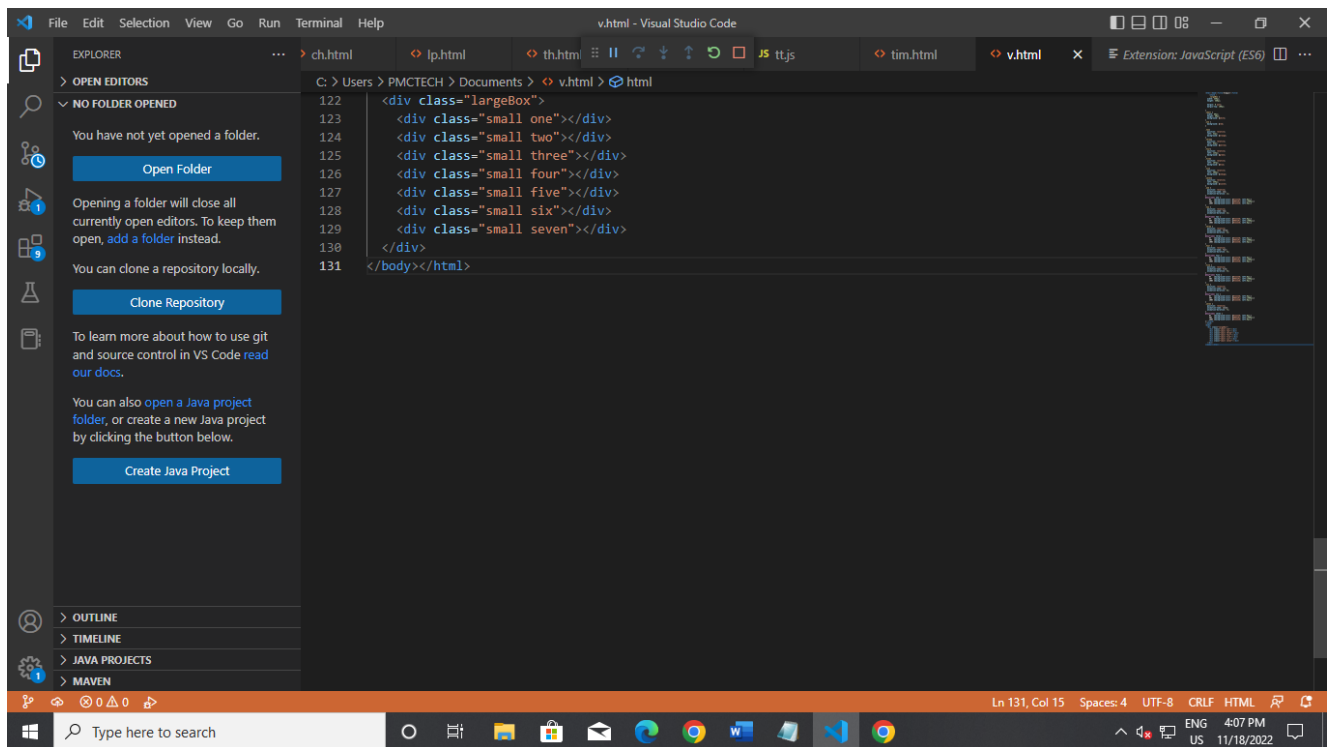 File Edit Selection View Go Run Terminal Help v.html - Visual Studio Code
EXPLORER
ch.html
lp.html
th.html
JS tt.js
tim.html
v.html
Extension: JavaScript (ES6)
OPEN EDITORS
C: > Users > PMCTECH > Documents > v.html > html
NO FOLDER OPENED
You have not yet opened a folder.
Open Folder
Opening a folder will close all
currently open editors. To keep them
open, add a folder instead.
You can clone a repository locally.
Clone Repository
To learn more about how to use git
and source control in VS Code read
our docs.
You can also open a Java project
folder, or create a new Java project
by clicking the button below.
Create Java Project
OUTLINE
TIMELINE
JAVA PROJECTS
MAVEN
1
9
1
122 <div class="largeBox">
123 <div class="small one"></div>
124 <div class="small two"></div>
125 <div class="small three"></div>
126 <div class="small four"></div>
127 <div class="small five"></div>
128 <div class="small six"></div>
129 <div class="small seven"></div>
130 </div>
131 </body></html>
0 0
Ln 131, Col 15 Spaces: 4 UTF-8 CRLF HTML
Type here to search
ENG
US
4:07 PM
11/18/2022